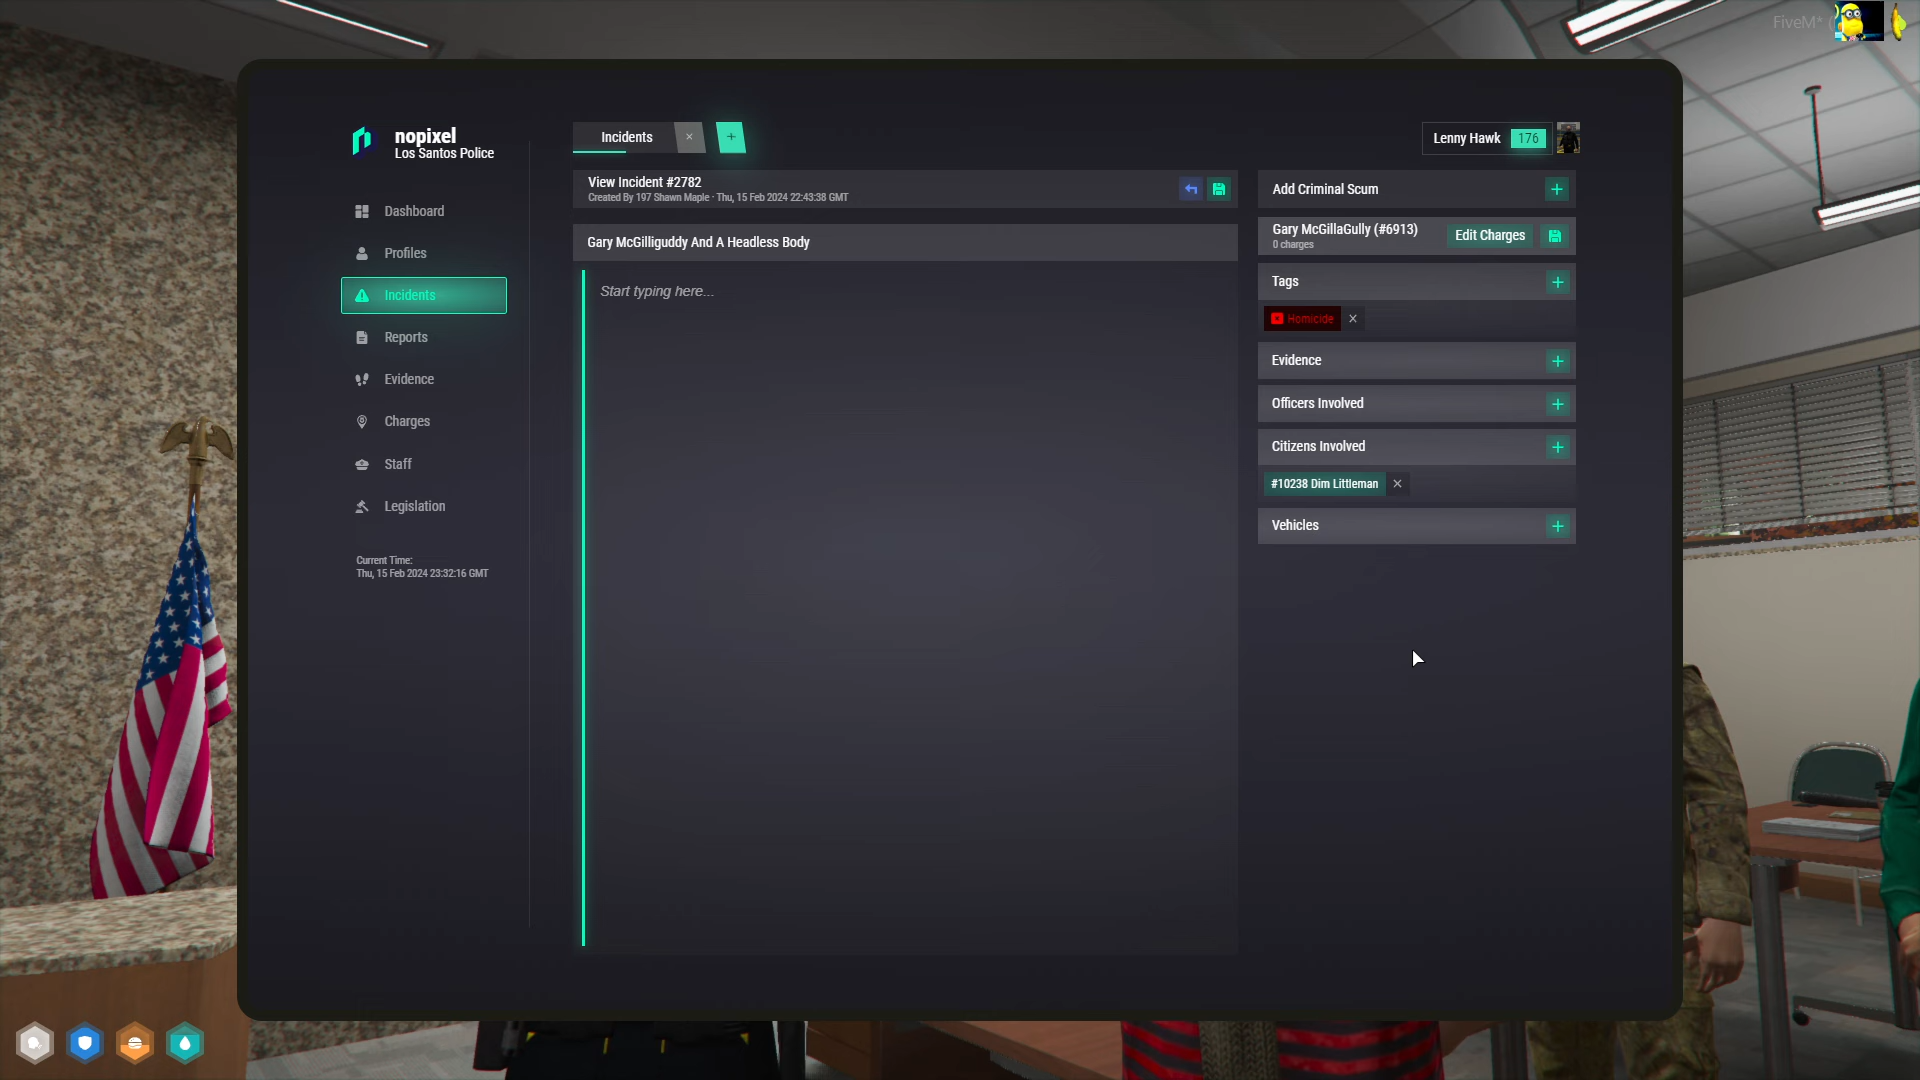 FiveM* (
nopixel
Los Santos Police
Dashboard
Profiles
Incidents
Reports
Evidence
Charges
Staff
Legislation
Current Time:
Thu, 15 Feb 2024 23:32:16 GMT
Incidents
×
+
View Incident #2782
Created By 197 Shawn Maple · Thu, 15 Feb 2024 22:43:38 GMT
Gary McGilliguddy And A Headless Body
Start typing here...
Lenny Hawk 176
Add Criminal Scum
Gary McGillaGully (#6913)
0 charges
Edit Charges
Tags
Homicide
Evidence
Officers Involved
Citizens Involved
#10238 Dim Littleman
Vehicles